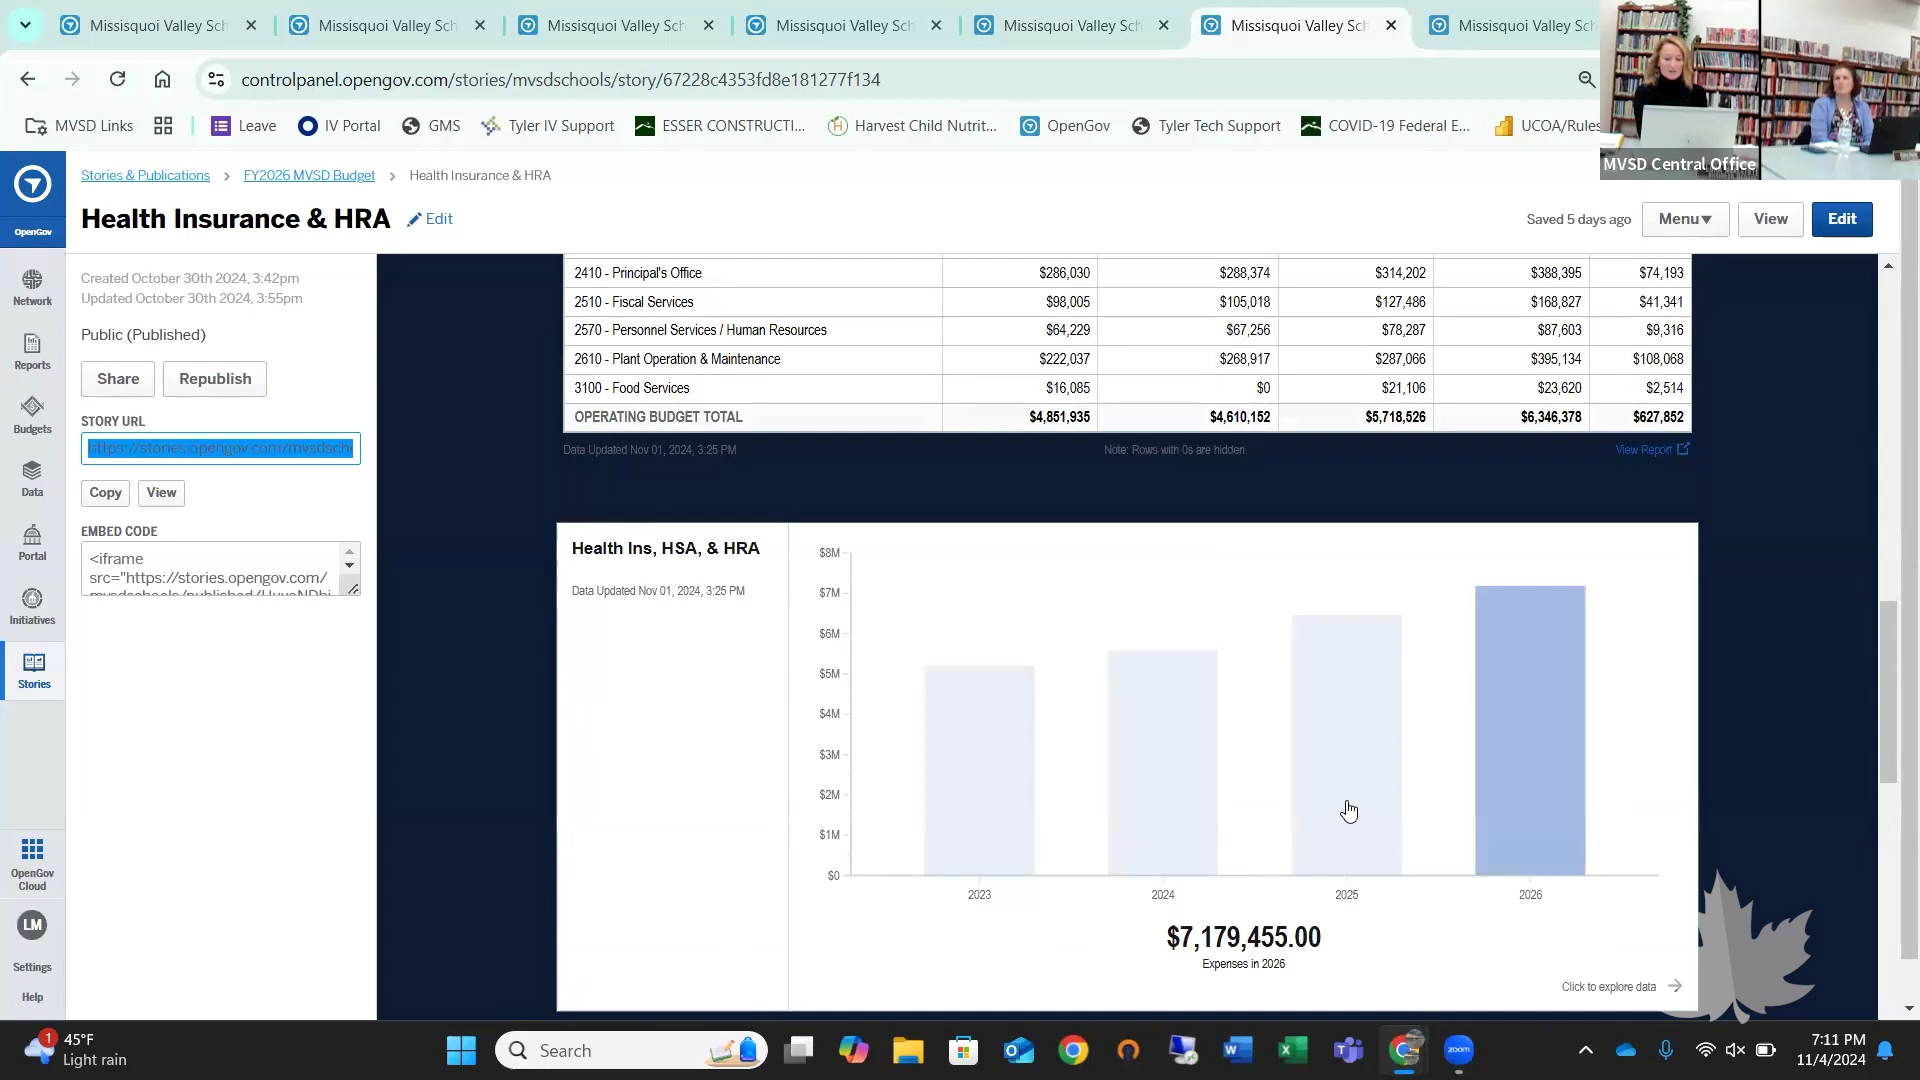 Missisquoi Valley Sch
Missisquoi Valley Sch
Missisquoi Valley Sch
Missisquoi Valley Sch
Missisquoi Valley Sch
Missisquoi Valley Sch
Missisquoi Valley Sch
controlpanel.opengov.com/stories/mvsdschools/story/67228c4353fd8e181277f134
MVSD Links
Leave
IV Portal
GMS
Tyler IV Support
ESSER CONSTRUCTI...
Harvest Child Nutrit...
OpenGov
Tyler Tech Support
COVID-19 Federal E...
UCOA/Rules
MVSD Central Office
OpenGov
Network
Reports
Budgets
Data
Portal
Initiatives
Stories
OpenGov
Cloud
LM
Settings
Help
Stories & Publications > FY2026 MVSD Budget > Health Insurance & HRA
Health Insurance & HRA Edit
Saved 5 days ago Menu▾ View Edit
Created October 30th 2024, 3:42pm
Updated October 30th 2024, 3:55pm
Public (Published)
Share Republish
STORY URL
https://stories.opengov.com/mvsdsch
Copy View
EMBED CODE
<iframe
src="https://stories.opengov.com/
2410 - Principal's Office $286,030 $288,374 $314,202 $388,395 $74,193
2510 - Fiscal Services $98,005 $105,018 $127,486 $168,827 $41,341
2570 - Personnel Services / Human Resources $64,229 $67,256 $78,287 $87,603 $9,316
2610 - Plant Operation & Maintenance $222,037 $268,917 $287,066 $395,134 $108,068
3100 - Food Services $16,085 $0 $21,106 $23,620 $2,514
OPERATING BUDGET TOTAL $4,851,935 $4,610,152 $5,718,526 $6,346,378 $627,852
Data Updated Nov 01, 2024, 3:25 PM Note: Rows with 0s are hidden. View Report
Health Ins, HSA, & HRA
Data Updated Nov 01, 2024, 3:25 PM
$8M
$7M
$6M
$5M
$4M
$3M
$2M
$1M
$0
2023 2024 2025 2026
$7,179,455.00
Expenses in 2026
Click to explore data
1
45°F
Light rain
Search
zoom
7:11 PM
11/4/2024